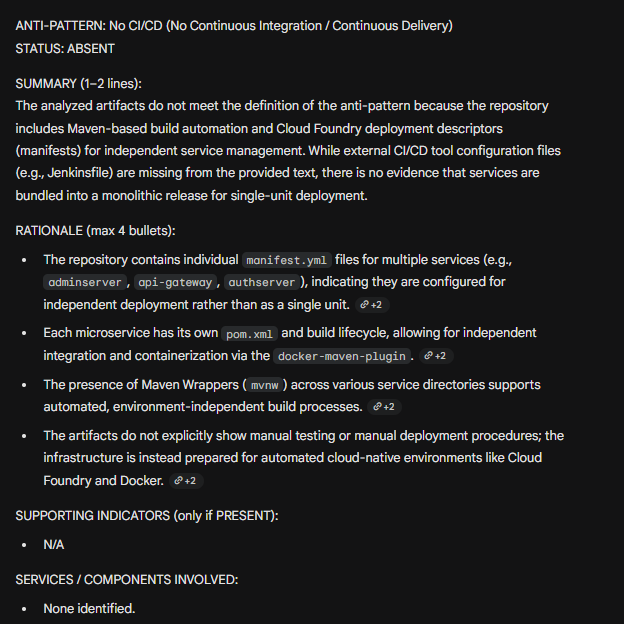 ANTI-PATTERN: No CI/CD (No Continuous Integration / Continuous Delivery)
STATUS: ABSENT
SUMMARY (1–2 lines):
The analyzed artifacts do not meet the definition of the anti-pattern because the repository
includes Maven-based build automation and Cloud Foundry deployment descriptors
(manifests) for independent service management. While external CI/CD tool configuration files
(e.g., Jenkinsfile) are missing from the provided text, there is no evidence that services are
bundled into a monolithic release for single-unit deployment.
RATIONALE (max 4 bullets):
• The repository contains individual manifest.yml files for multiple services (e.g.,
adminserver, api-gateway, authserver), indicating they are configured for
independent deployment rather than as a single unit. +2
• Each microservice has its own pom.xml and build lifecycle, allowing for independent
integration and containerization via the docker-maven-plugin. +2
• The presence of Maven Wrappers (mvnw) across various service directories supports
automated, environment-independent build processes. +2
• The artifacts do not explicitly show manual testing or manual deployment procedures; the
infrastructure is instead prepared for automated cloud-native environments like Cloud
Foundry and Docker. +2
SUPPORTING INDICATORS (only if PRESENT):
• N/A
SERVICES / COMPONENTS INVOLVED:
• None identified.